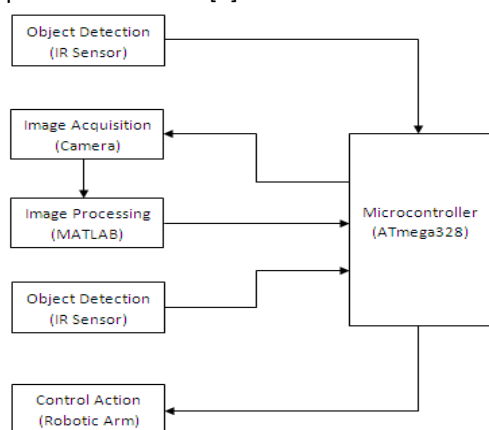 Object Detection
(IR Sensor)
Image Acquisition
(Camera)
Image Processing
(MATLAB)
Microcontroller
(ATmega328)
Object Detection
(IR Sensor)
Control Action
(Robotic Arm)